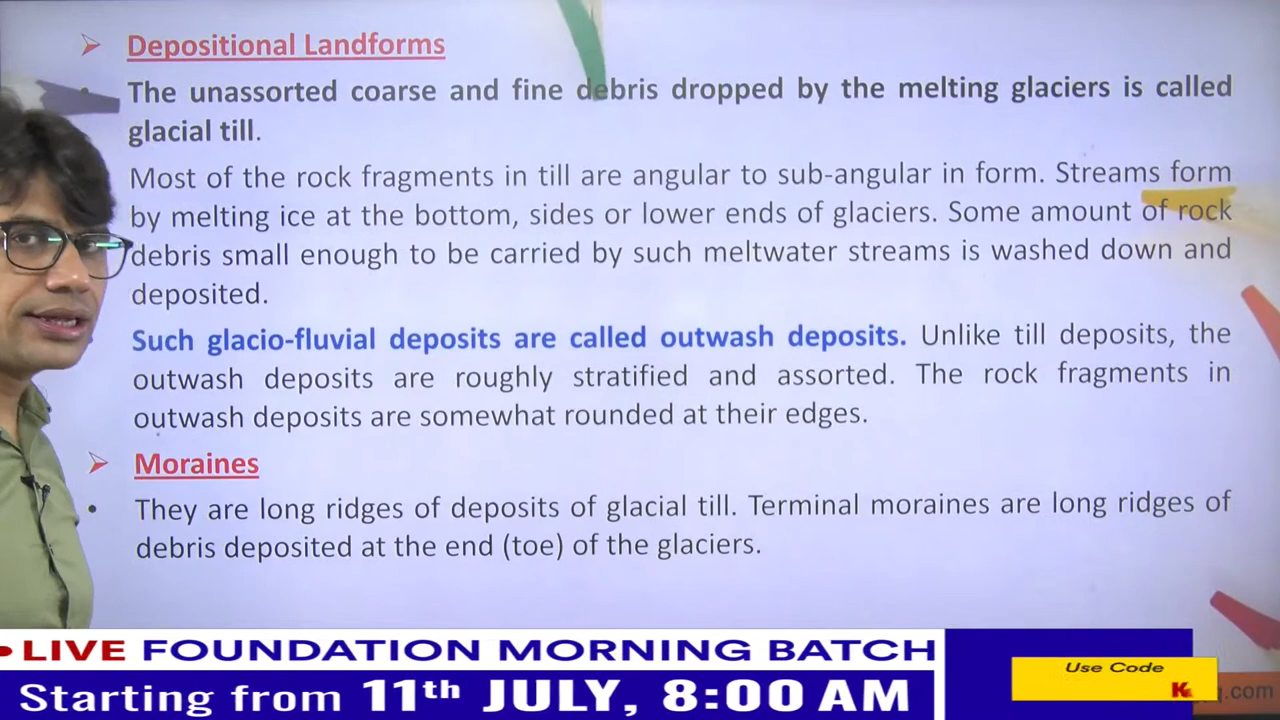 Depositional Landforms
The unassorted coarse and fine debris dropped by the melting glaciers is called
glacial till.
Most of the rock fragments in till are angular to sub-angular in form. Streams form
by melting ice at the bottom, sides or lower ends of glaciers. Some amount of rock
debris small enough to be carried by such meltwater streams is washed down and
deposited.
Such glacio-fluvial deposits are called outwash deposits. Unlike till deposits, the
outwash deposits are roughly stratified and assorted. The rock fragments in
outwash deposits are somewhat rounded at their edges.
Moraines
• They are long ridges of deposits of glacial till. Terminal moraines are long ridges of
debris deposited at the end (toe) of the glaciers.
• LIVE FOUNDATION MORNING BATCH
Starting from 11th JULY, 8:00 AM
Use Code
.com